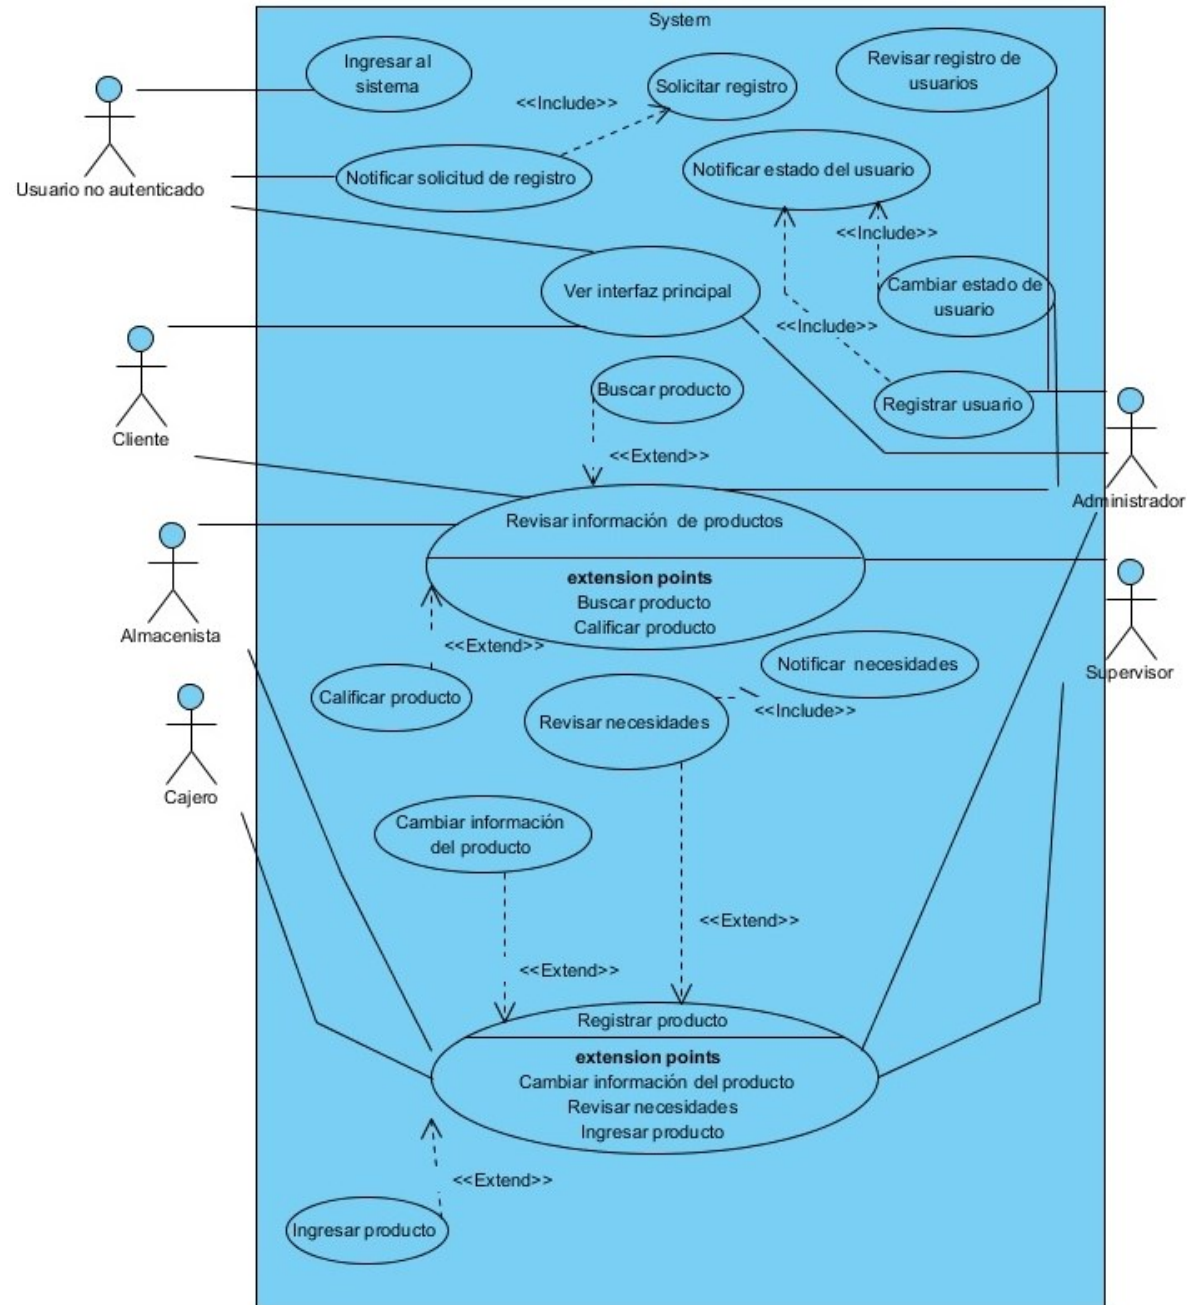 System
Ingresar al
sistema
Solicitar registro
Revisar registro de
usuarios
<<Include>>
Usuario no autenticado
Notificar solicitud de registro
Notificar estado del usuario
<<Include>>
Ver interfaz principal
Cambiar estado de
usuario
<<Include>>
Cliente
Buscar producto
Registrar usuario
<<Extend>>
Administrador
Revisar información de productos
extension points
Buscar producto
Calificar producto
Almacenista
<<Extend>>
Notificar necesidades
Supervisor
Calificar producto
Revisar necesidades
<<Include>>
Cajero
Cambiar información
del producto
<<Extend>>
<<Extend>>
Registrar producto
extension points
Cambiar información del producto
Revisar necesidades
Ingresar producto
<<Extend>>
Ingresar producto